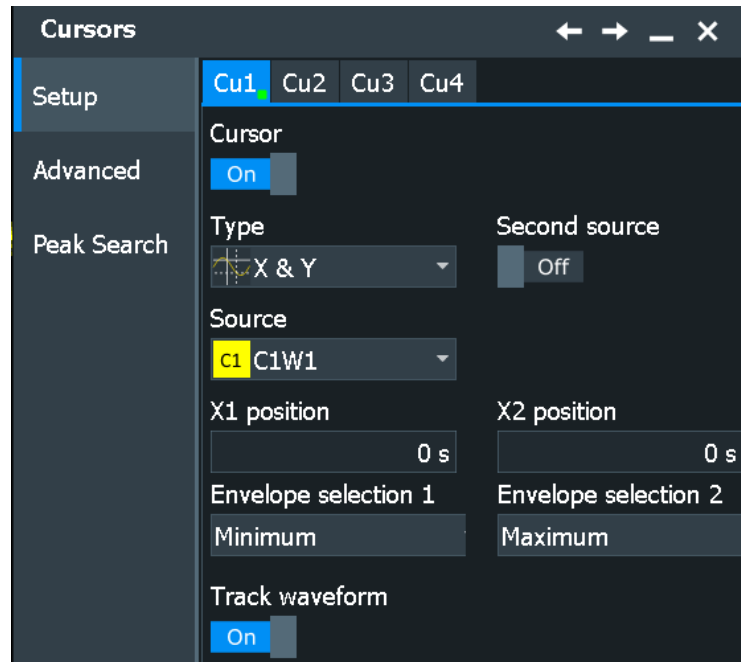 Cursors
Setup
Advanced
Peak Search
Cu1 Cu2 Cu3 Cu4
Cursor
On
Type Second source
X & Y Off
Source
C1 C1W1
X1 position X2 position
0 s 0 s
Envelope selection 1 Envelope selection 2
Minimum Maximum
Track waveform
On